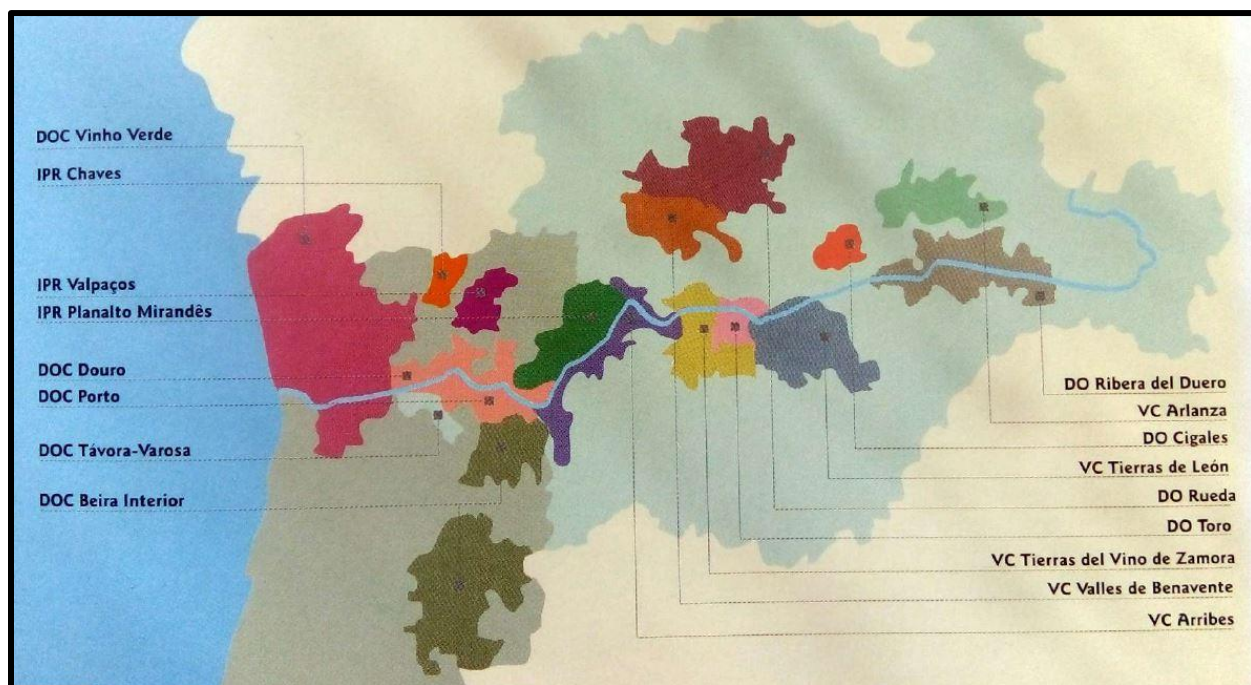 DOC Vinho Verde
IPR Chaves
IPR Valpaços
IPR Planalto Mirandês
DOC Douro
DOC Porto
DOC Távora-Varosa
DOC Beira Interior
DO Ribera del Duero
VC Arlanza
DO Cigales
VC Tierras de León
DO Rueda
DO Toro
VC Tierras del Vino de Zamora
VC Valles de Benavente
VC Arribes